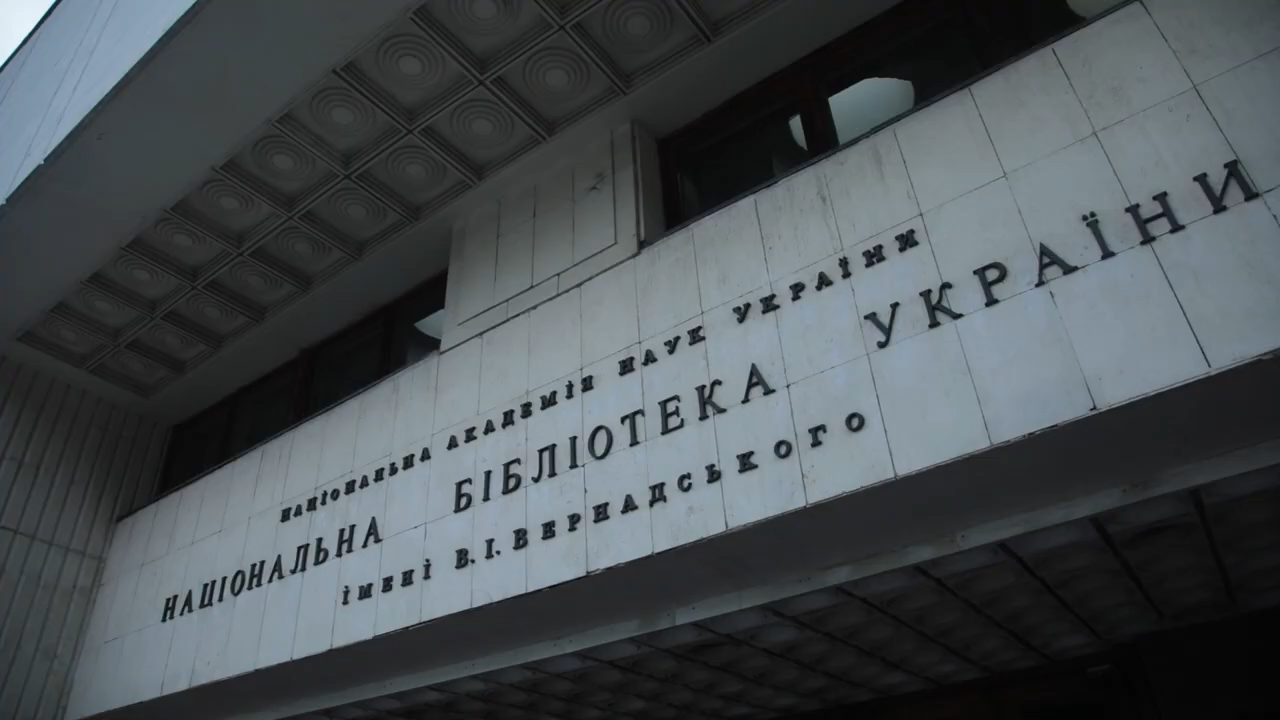 НАЦІОНАЛЬНА АКАДЕМІЯ НАУК УКРАЇНИ
НАЦІОНАЛЬНА БІБЛІОТЕКА УКРАЇНИ
ІМЕНІ В.І. ВЕРНАДСЬКОГО